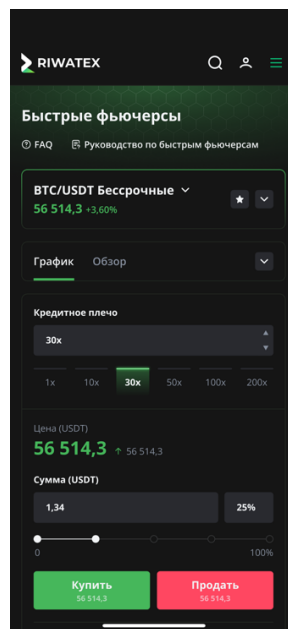 RIWATEX
Быстрые фьючерсы
FAQ Руководство по быстрым фьючерсам
BTC/USDT Бессрочные
56 514,3 +3,60%
График Обзор
Кредитное плечо
30x
1x 10x 30x 50x 100x 200x
Цена (USDT)
56 514,3 ↑ 56 514,3
Сумма (USDT)
1,34 25%
0 100%
Купить Продать
56 514,3 56 514,3